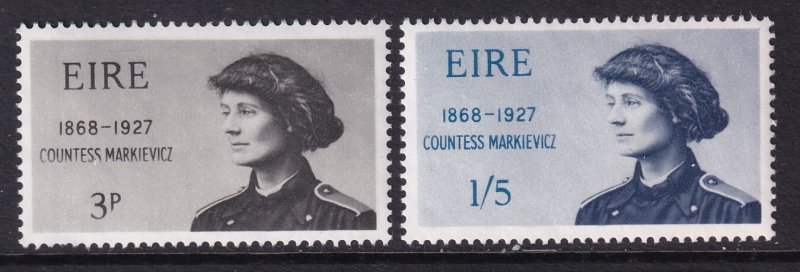 EIRE
1868-1927
COUNTESS MARKIEVICZ
3P
EIRE
1868-1927
COUNTESS MARKIEVICZ
1/5